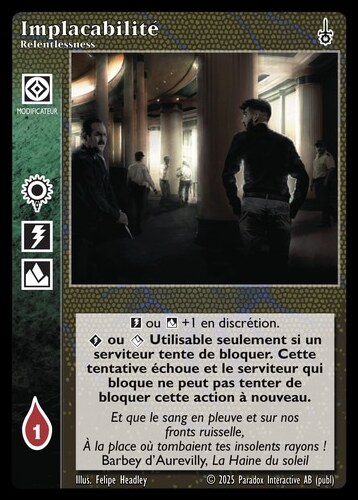 Implacabilité
Relentlessness
MODIFICATEUR
ou +1 en discrétion.
ou Utilisable seulement si un
serviteur tente de bloquer. Cette
tentative échoue et le serviteur qui
bloque ne peut pas tenter de
bloquer cette action à nouveau.
1
Et que le sang en pleuve et sur nos
fronts ruisselle,
À la place où tombaient tes insolents rayons !
Barbey d'Aurevilly, La Haine du soleil
Illus. Felipe Headley
© 2025 Paradox Interactive AB (publ)